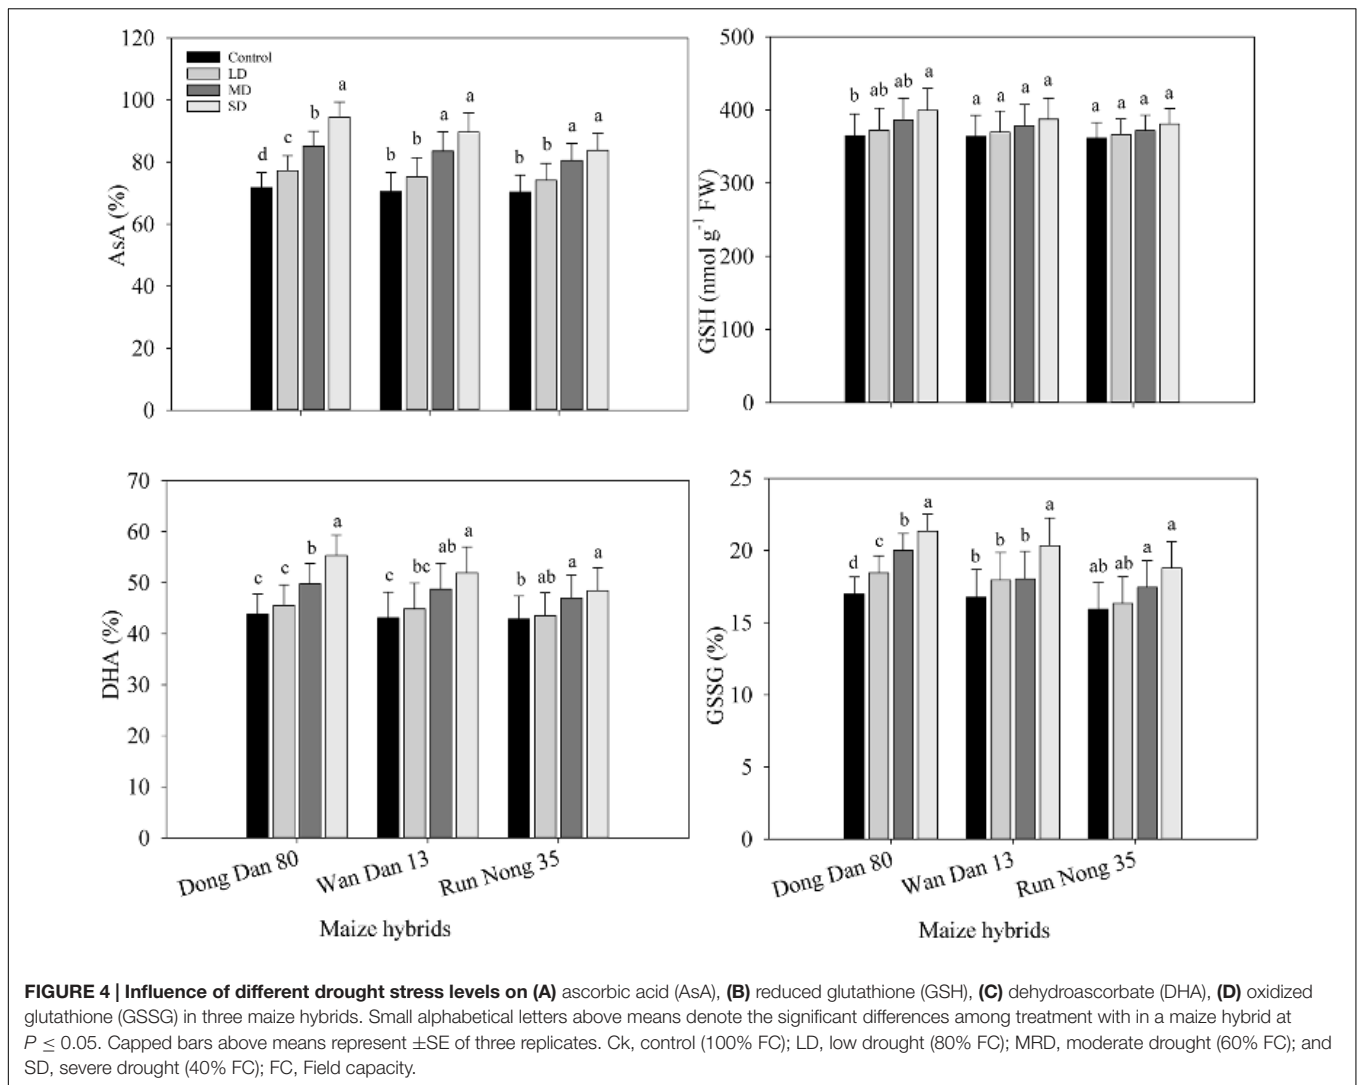 120
100
80
60
40
20
0
AsA (%)
Control
LD
MD
SD
d c b a b b a a b b a a
500
400
300
200
100
0
GSH (nmol g⁻¹ FW)
b ab ab a a a a a a a a a
70
60
50
40
30
20
10
0
DHA (%)
c c b a c bc ab a b ab a a
Dong Dan 80 Wan Dan 13 Run Nong 35
Maize hybrids
25
20
15
10
5
0
GSSG (%)
d c b a b b b a ab ab a a
Dong Dan 80 Wan Dan 13 Run Nong 35
Maize hybrids
FIGURE 4 | Influence of different drought stress levels on (A) ascorbic acid (AsA), (B) reduced glutathione (GSH), (C) dehydroascorbate (DHA), (D) oxidized
glutathione (GSSG) in three maize hybrids. Small alphabetical letters above means denote the significant differences among treatment with in a maize hybrid at
P ≤ 0.05. Capped bars above means represent ±SE of three replicates. Ck, control (100% FC); LD, low drought (80% FC); MRD, moderate drought (60% FC); and
SD, severe drought (40% FC); FC, Field capacity.